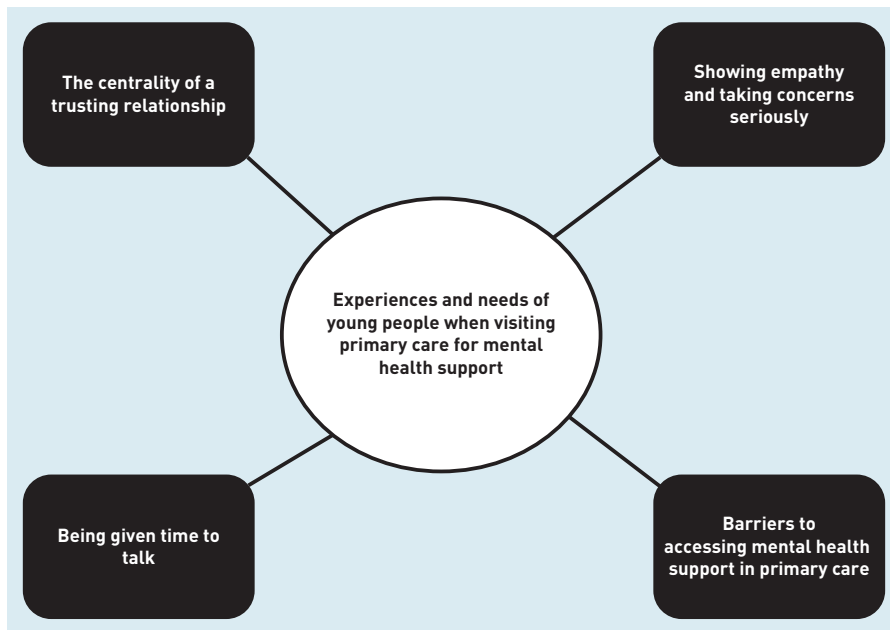 The centrality of a
trusting relationship
Showing empathy
and taking concerns
seriously
Experiences and needs of
young people when visiting
primary care for mental
health support
Being given time to
talk
Barriers to
accessing mental health
support in primary care